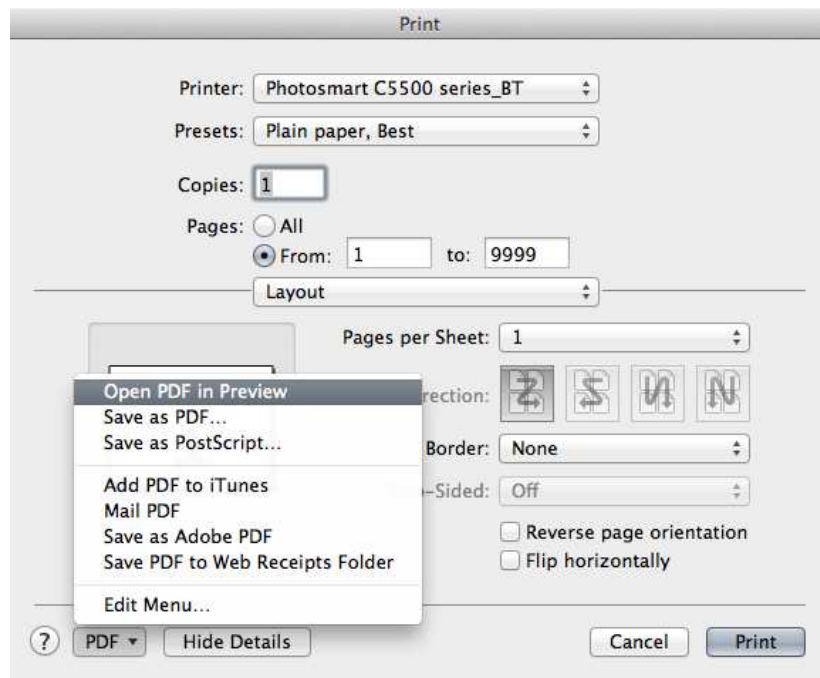 Print
Printer: Photosmart C5500 series_BT
Presets: Plain paper, Best
Copies: 1
Pages: All
From: 1 to: 9999
Layout
Pages per Sheet: 1
Open PDF in Preview
Save as PDF...
Save as PostScript...
Add PDF to iTunes
Mail PDF
Save as Adobe PDF
Save PDF to Web Receipts Folder
Edit Menu...
rection:
Border: None
-Sided: Off
Reverse page orientation
Flip horizontally
? PDF Hide Details Cancel Print